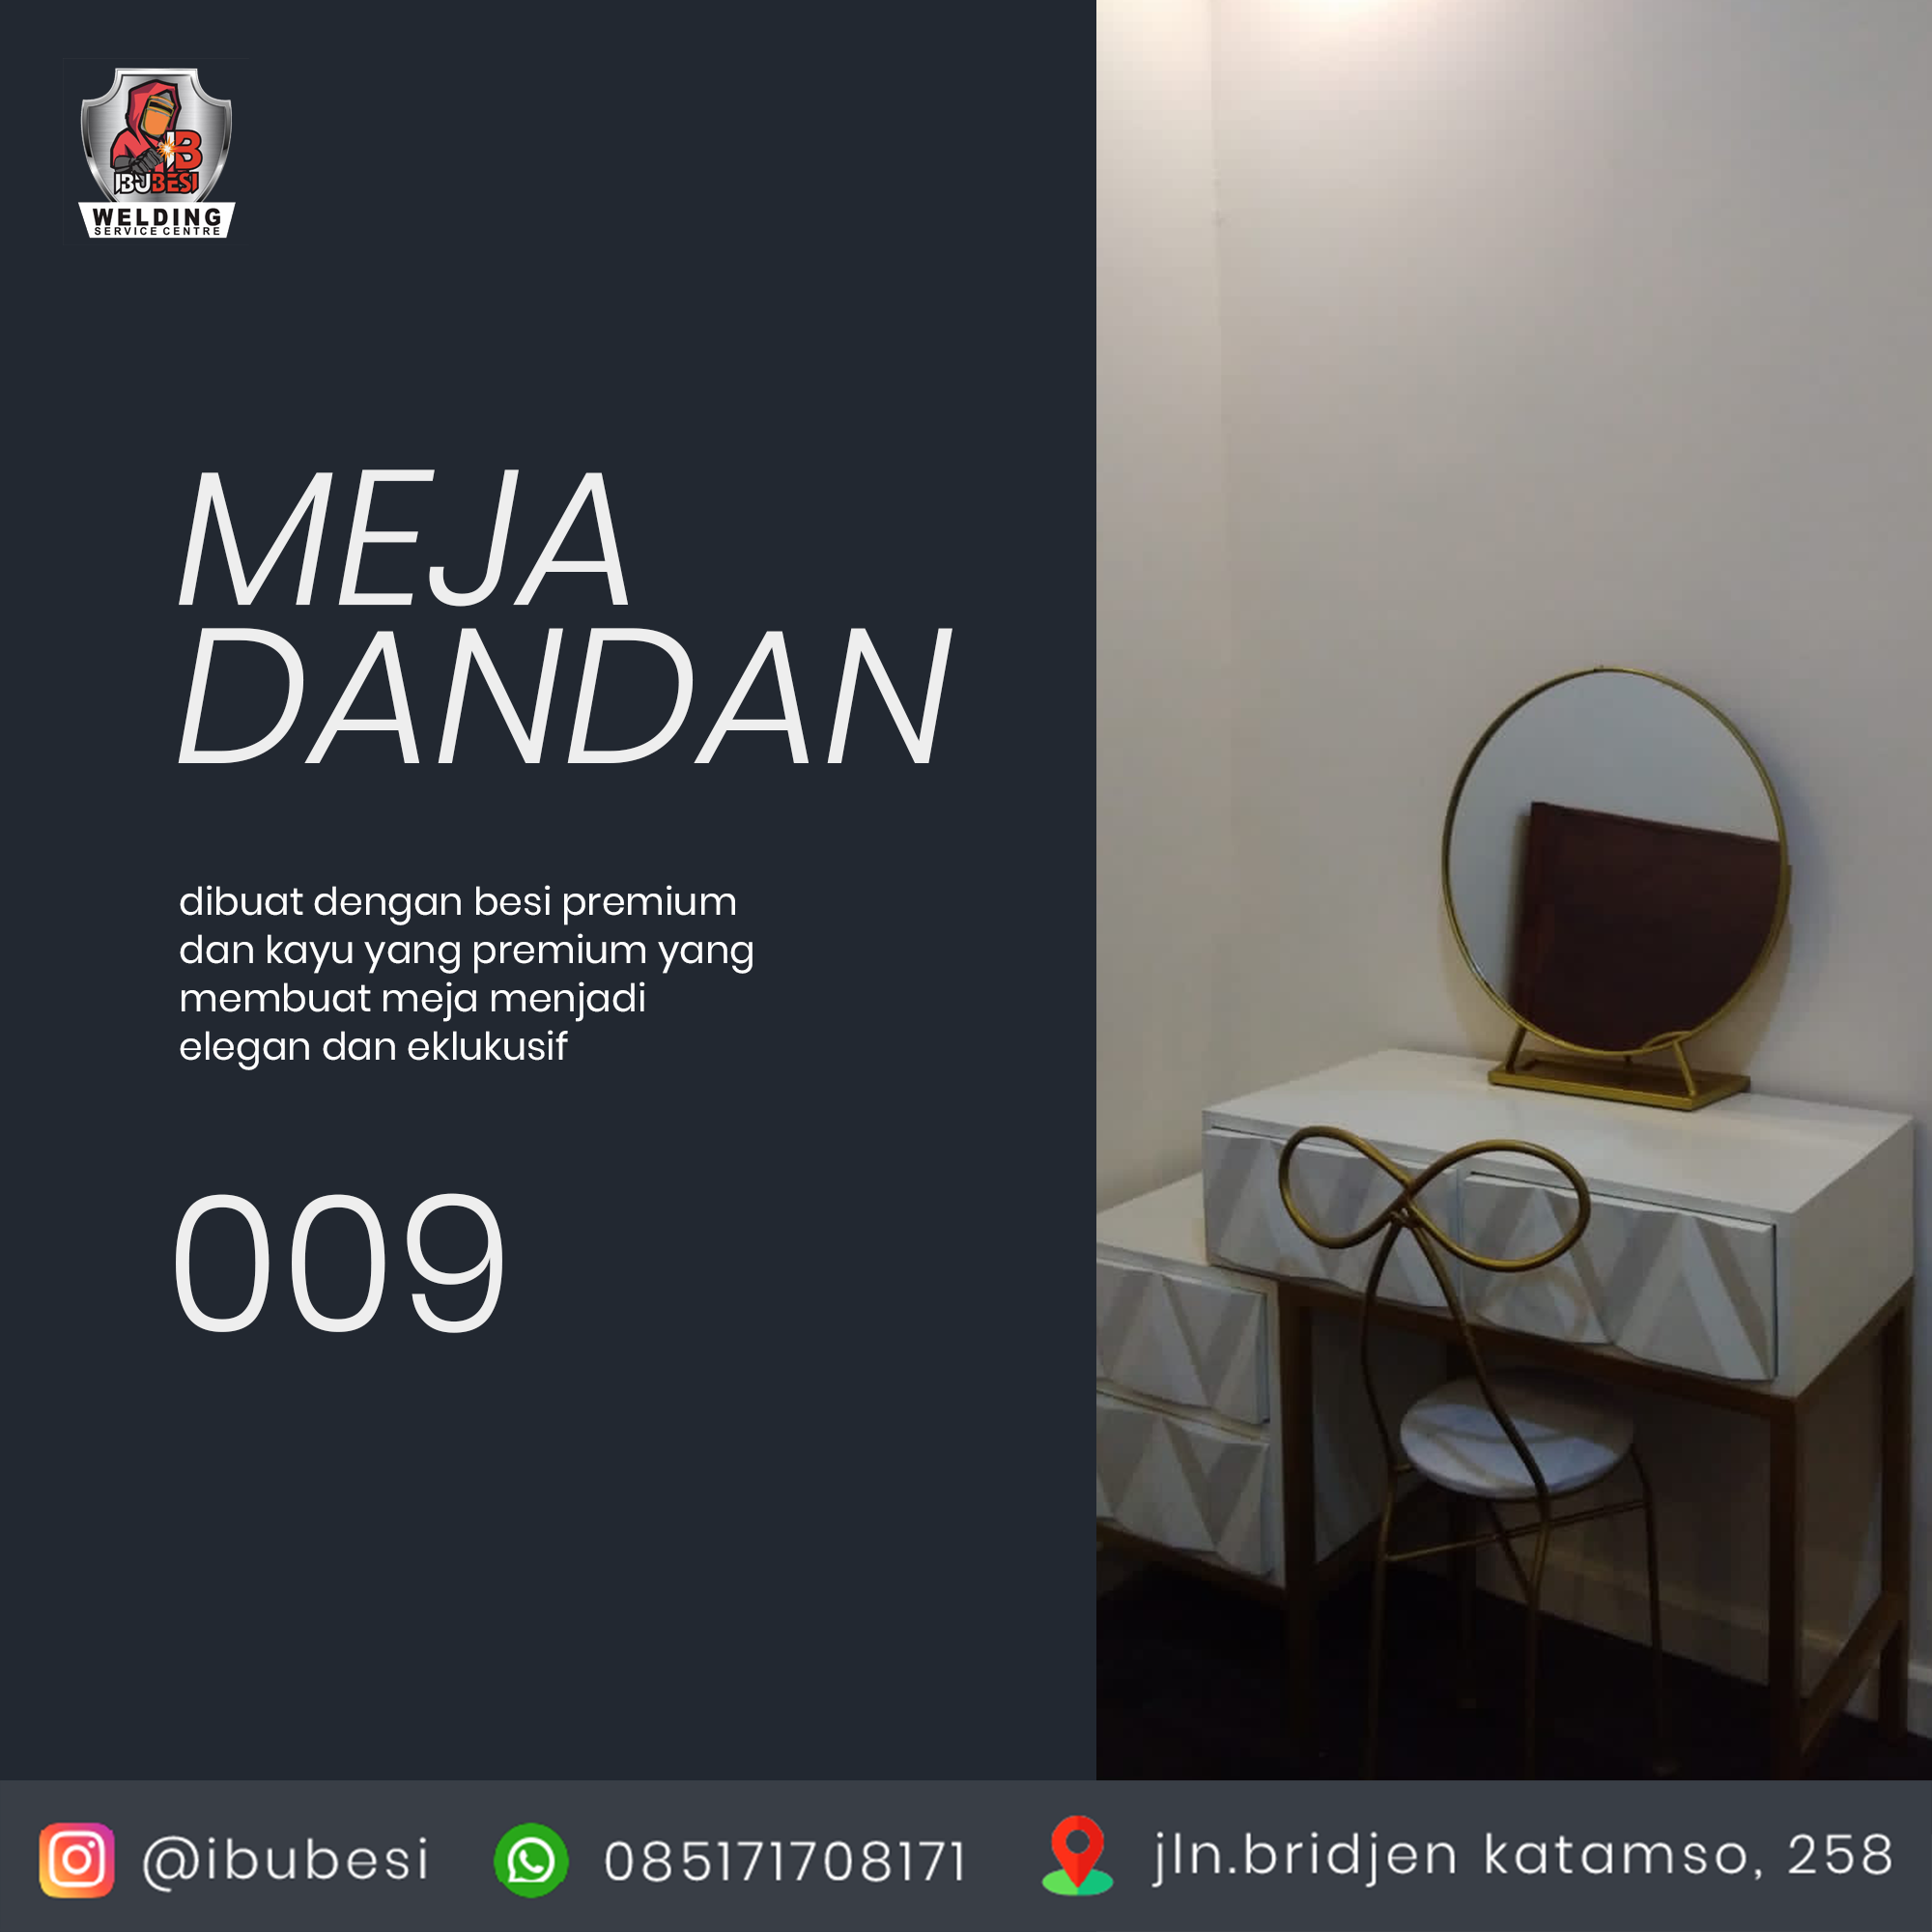 IB
IBUBESI
WELDING
SERVICE CENTRE
MEJA
DANDAN
dibuat dengan besi premium
dan kayu yang premium yang
membuat meja menjadi
elegan dan eklukusif
009
@ibubesi
085171708171
jln.bridjen katamso, 258